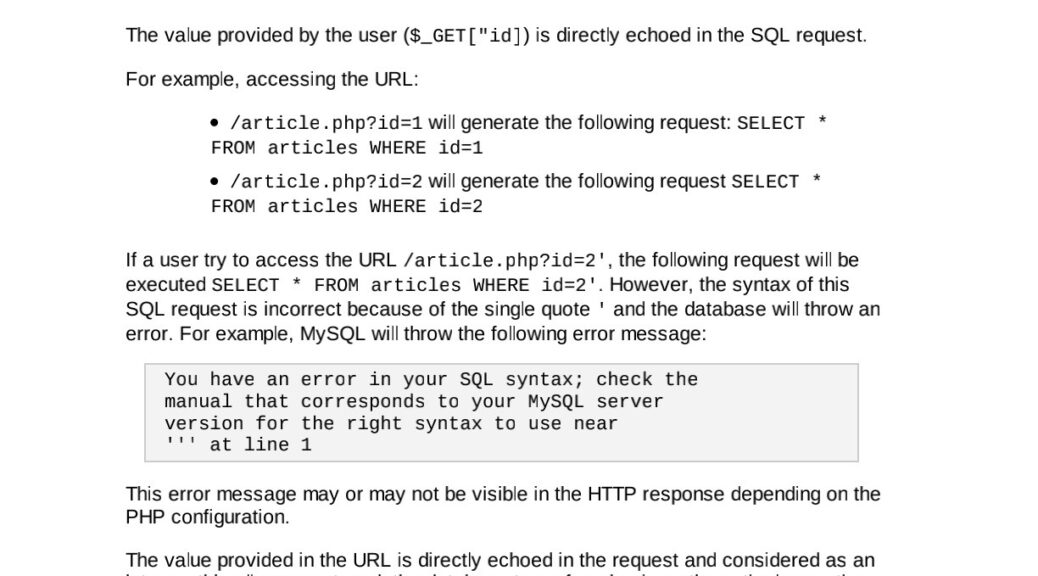 The value provided by the user ($_GET["id]) is directly echoed in the SQL request.
For example, accessing the URL:
• /article.php?id=1 will generate the following request: SELECT *
FROM articles WHERE id=1
• /article.php?id=2 will generate the following request SELECT *
FROM articles WHERE id=2
If a user try to access the URL /article.php?id=2', the following request will be
executed SELECT * FROM articles WHERE id=2'. However, the syntax of this
SQL request is incorrect because of the single quote ' and the database will throw an
error. For example, MySQL will throw the following error message:
You have an error in your SQL syntax; check the
manual that corresponds to your MySQL server
version for the right syntax to use near
''' at line 1
This error message may or may not be visible in the HTTP response depending on the
PHP configuration.
The value provided in the URL is directly echoed in the request and considered as an